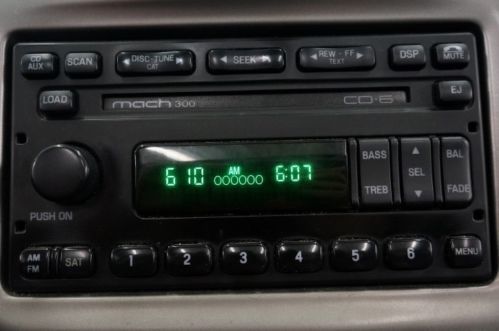 CD AUX
SCAN
DISC-TUNE CAT
SEEK
REW - FF TEXT
DSP
MUTE
LOAD
mach 300
CD-6
EJ
610 AM 6:07
BASS
TREB
SEL
BAL
FADE
PUSH ON
AM FM
SAT
1 2 3 4 5 6
MENU